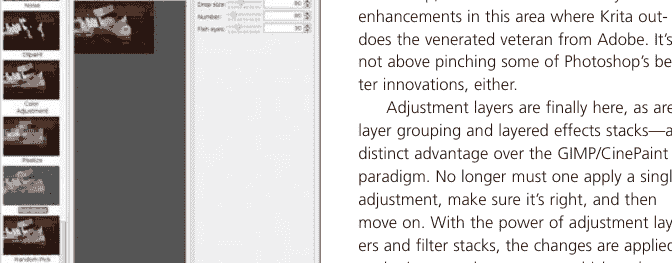 Noise
Adjustment
Pixelize
Random Pick
Drop size:
Number:
Fish eyes:
enhancements in this area where Krita out-
does the venerated veteran from Adobe. It's
not above pinching some of Photoshop's be
ter innovations, either.
Adjustment layers are finally here, as are
layer grouping and layered effects stacks—a
distinct advantage over the GIMP/CinePaint
paradigm. No longer must one apply a singl
adjustment, make sure it's right, and then
move on. With the power of adjustment lay
ers and filter stacks, the changes are applied